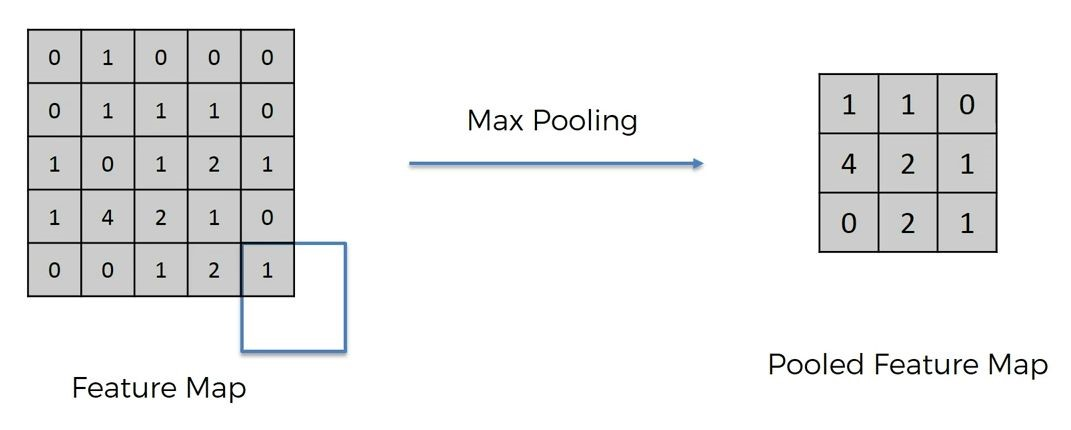 0 1 0 0 0
0 1 1 1 0
1 0 1 2 1
1 4 2 1 0
0 0 1 2 1
Feature Map
Max Pooling
1 1 0
4 2 1
0 2 1
Pooled Feature Map